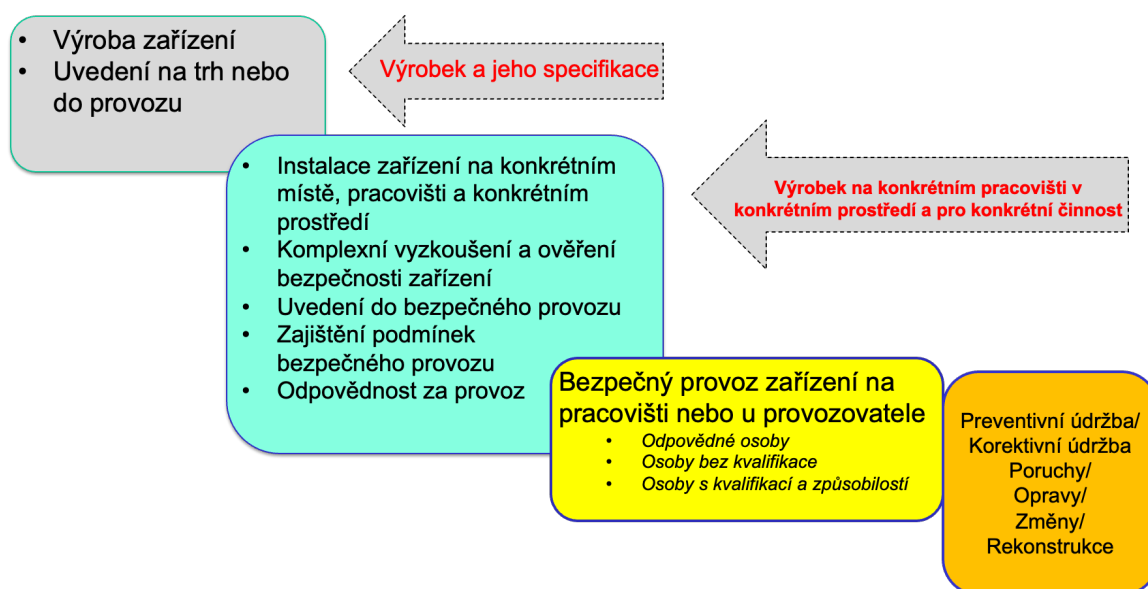 • Výroba zařízení
• Uvedení na trh nebo
do provozu
Výrobek a jeho specifikace
• Instalace zařízení na konkrétním
místě, pracovišti a konkrétním
prostředí
• Komplexní vyzkoušení a ověření
bezpečnosti zařízení
• Uvedení do bezpečného provozu
• Zajištění podmínek
bezpečného provozu
• Odpovědnost za provoz
Výrobek na konkrétním pracovišti v
konkrétním prostředí a pro konkrétní činnost
Bezpečný provoz zařízení na
pracovišti nebo u provozovatele
• Odpovědné osoby
• Osoby bez kvalifikace
• Osoby s kvalifikací a způsobilostí
Preventivní údržba/
Korektivní údržba
Poruchy/
Opravy/
Změny/
Rekonstrukce